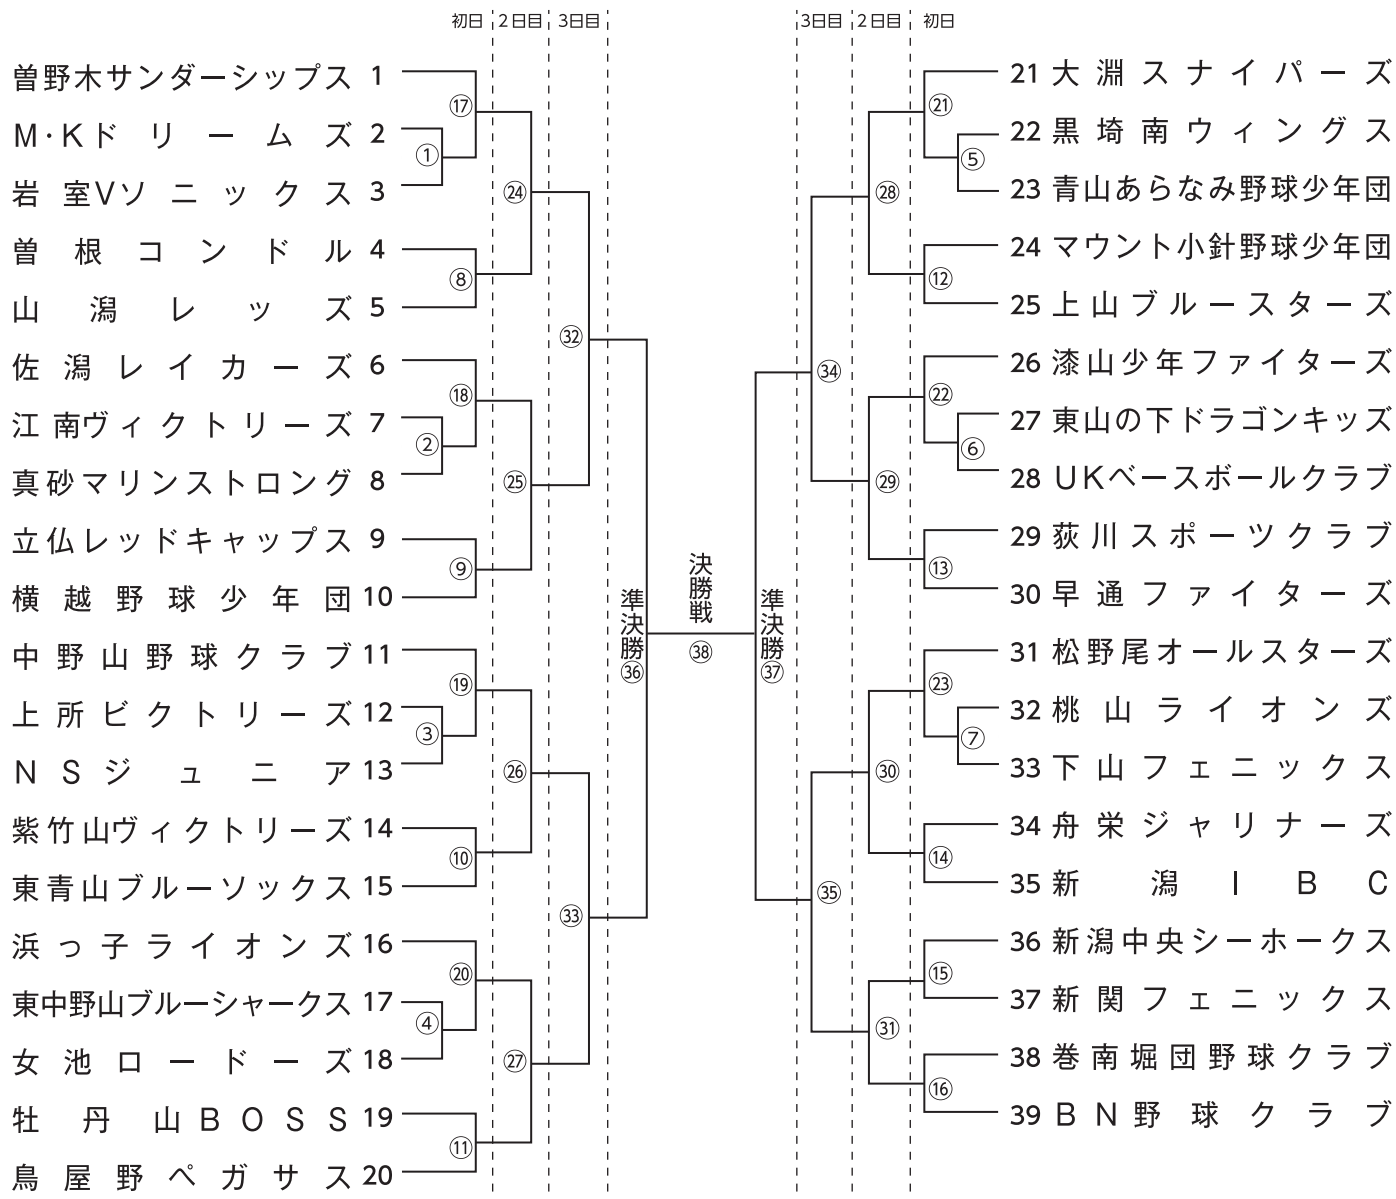 初日 2日目 3日目
曽野木サンダーシップス 1
M・Kドリームズ 2
岩室Vソニックス 3
曽根コンドル 4
山潟レッズ 5
佐潟レイカーズ 6
江南ヴィクトリーズ 7
真砂マリンストロング 8
立仏レッドキャップス 9
横越野球少年団 10
中野山野球クラブ 11
上所ビクトリーズ 12
NSジュニア 13
紫竹山ヴィクトリーズ 14
東青山ブルーソックス 15
浜っ子ライオンズ 16
東中野山ブルーシャークス 17
女池ロードーズ 18
牡丹山BOSS 19
鳥屋野ペガサス 20
①
②
③
④
⑰
⑧
⑱
⑨
⑲
⑩
⑳
⑪
㉔
㉕
㉖
㉗
㉜
㉝
準決勝㊱
決勝戦
㊳
準決勝㊲
3日目 2日目 初日
㉞
㉟
㉘
㉙
㉚
㉛
㉑
⑫
㉒
⑬
㉓
⑭
⑮
⑯
⑤
⑥
⑦
21 大淵スナイパーズ
22 黒埼南ウィングス
23 青山あらなみ野球少年団
24 マウント小針野球少年団
25 上山ブルースターズ
26 漆山少年ファイターズ
27 東山の下ドラゴンキッズ
28 UKベースボールクラブ
29 荻川スポーツクラブ
30 早通ファイターズ
31 松野尾オールスターズ
32 桃山ライオンズ
33 下山フェニックス
34 舟栄ジャリナーズ
35 新潟IBC
36 新潟中央シーホークス
37 新関フェニックス
38 巻南堀団野球クラブ
39 BN野球クラブ